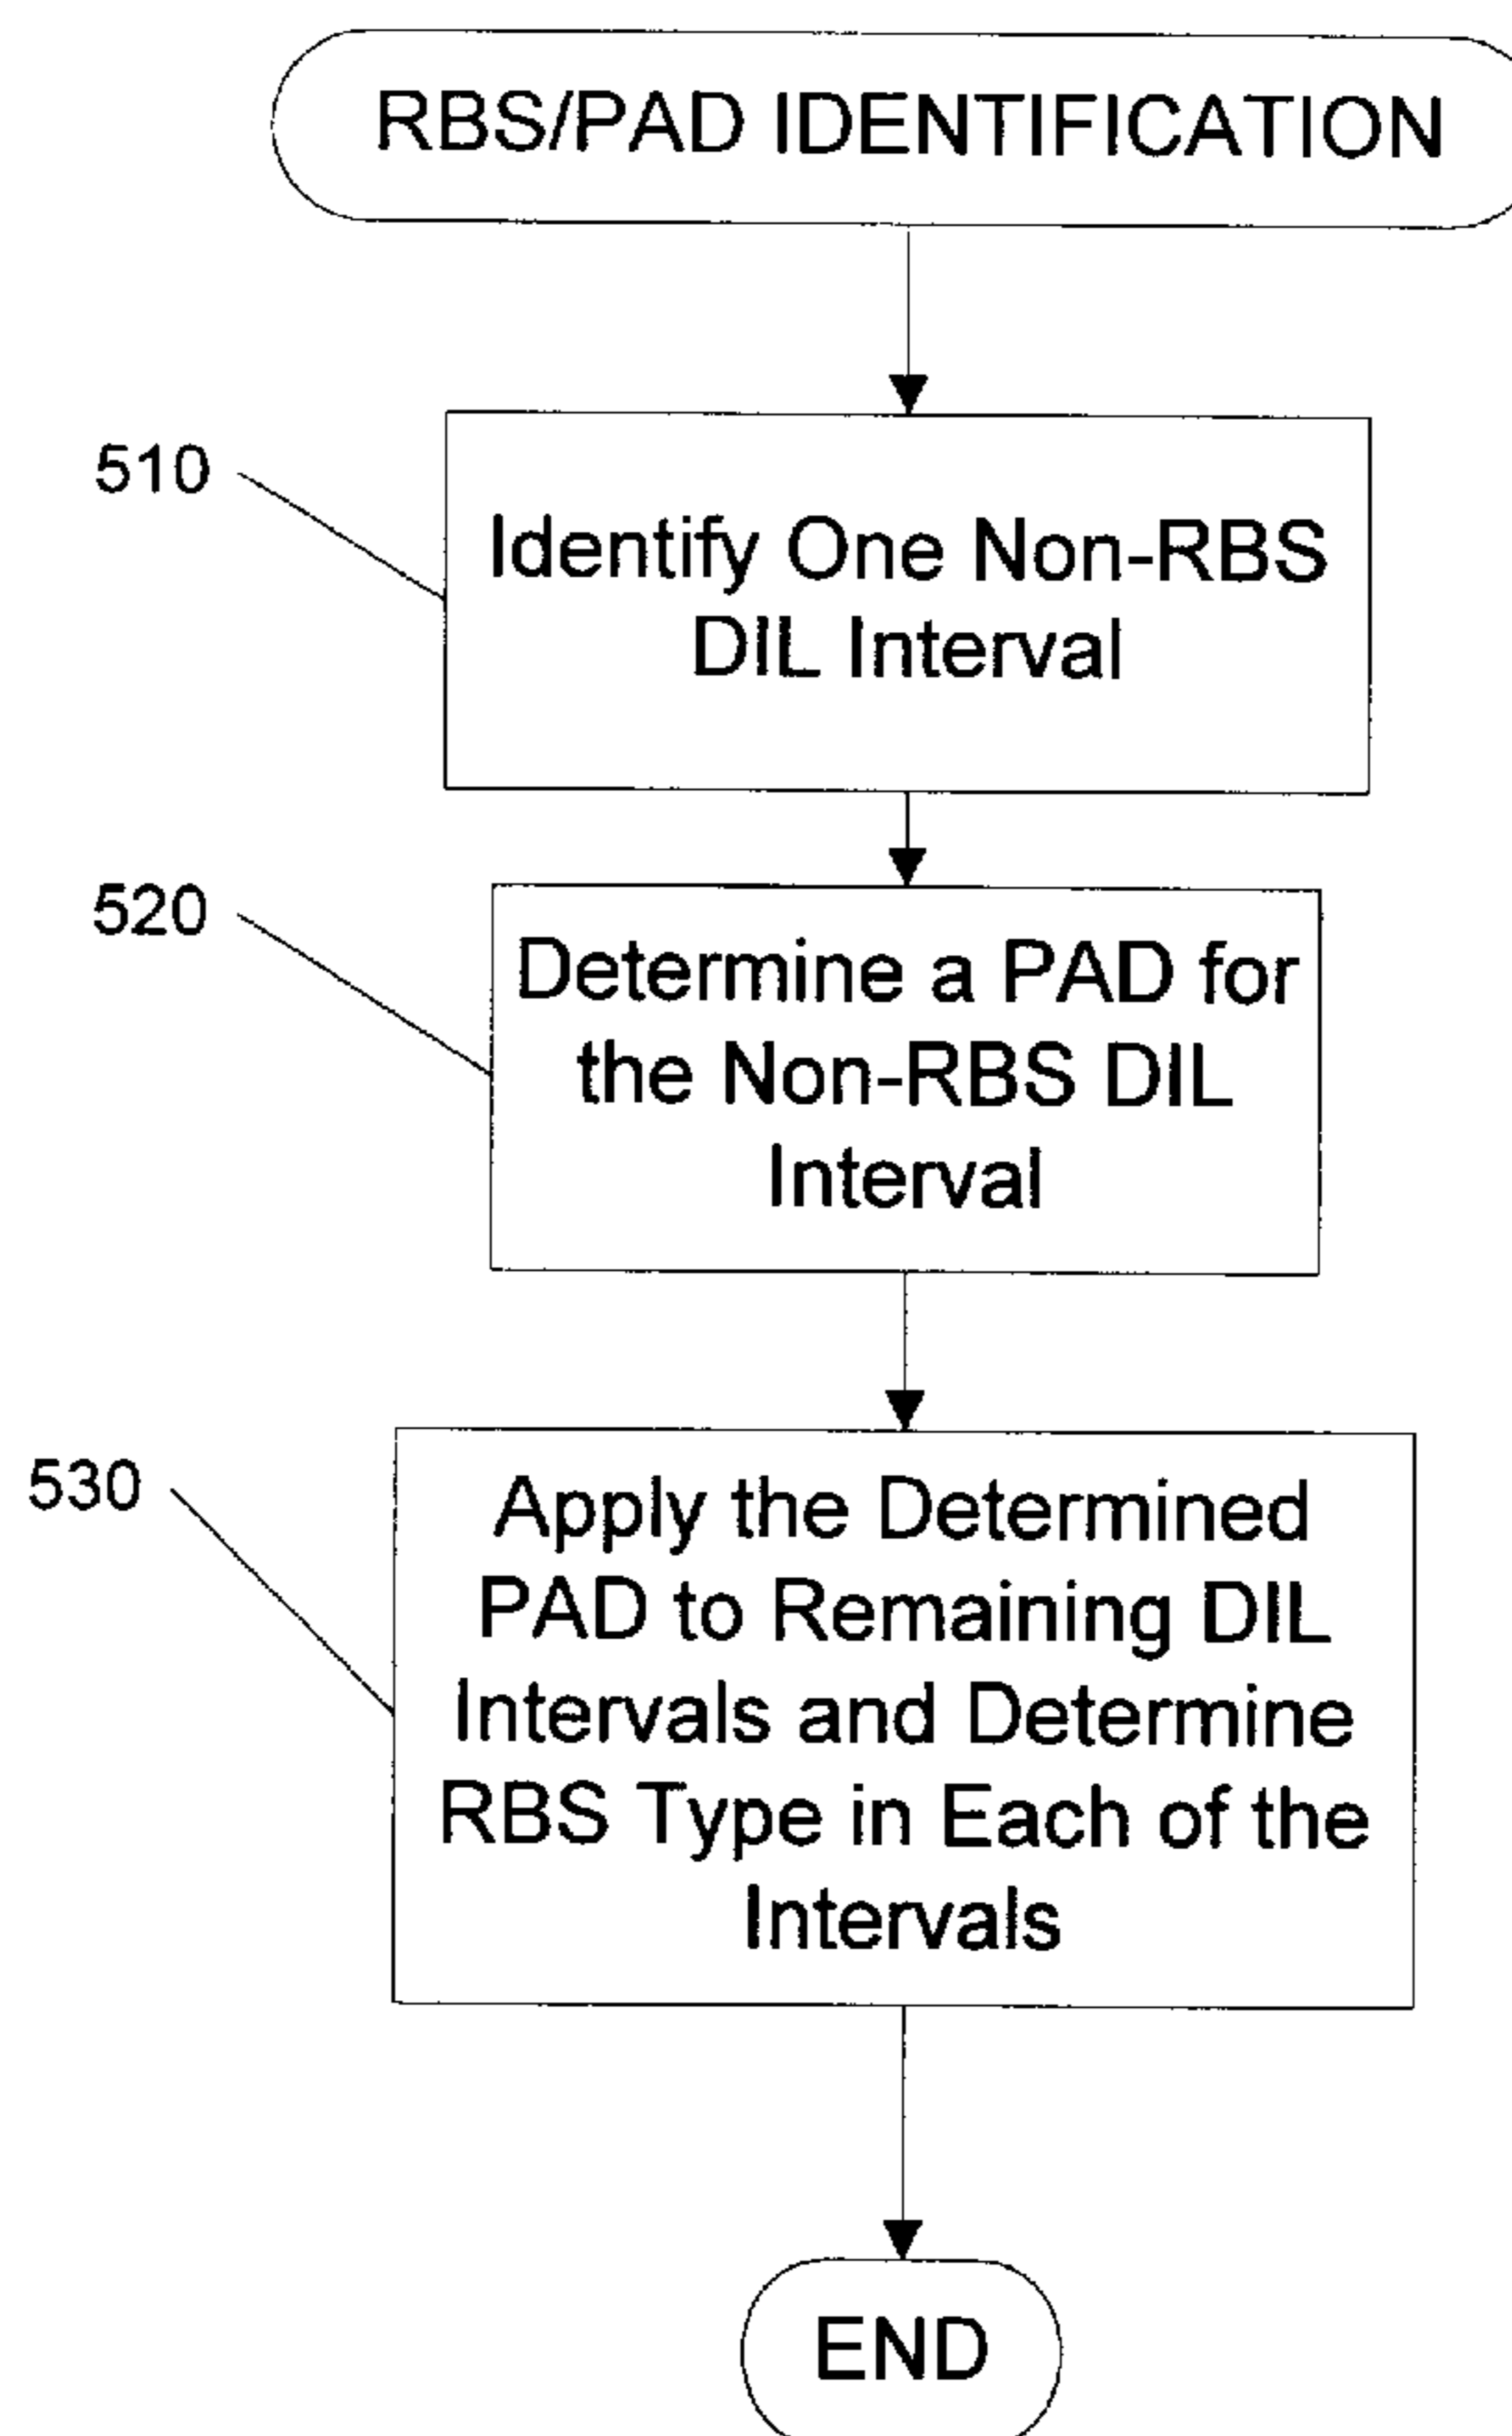 RBS/PAD IDENTIFICATION
510
Identify One Non-RBS
DIL Interval
520
Determine a PAD for
the Non-RBS DIL
Interval
530
Apply the Determined
PAD to Remaining DIL
Intervals and Determine
RBS Type in Each of the
Intervals
END